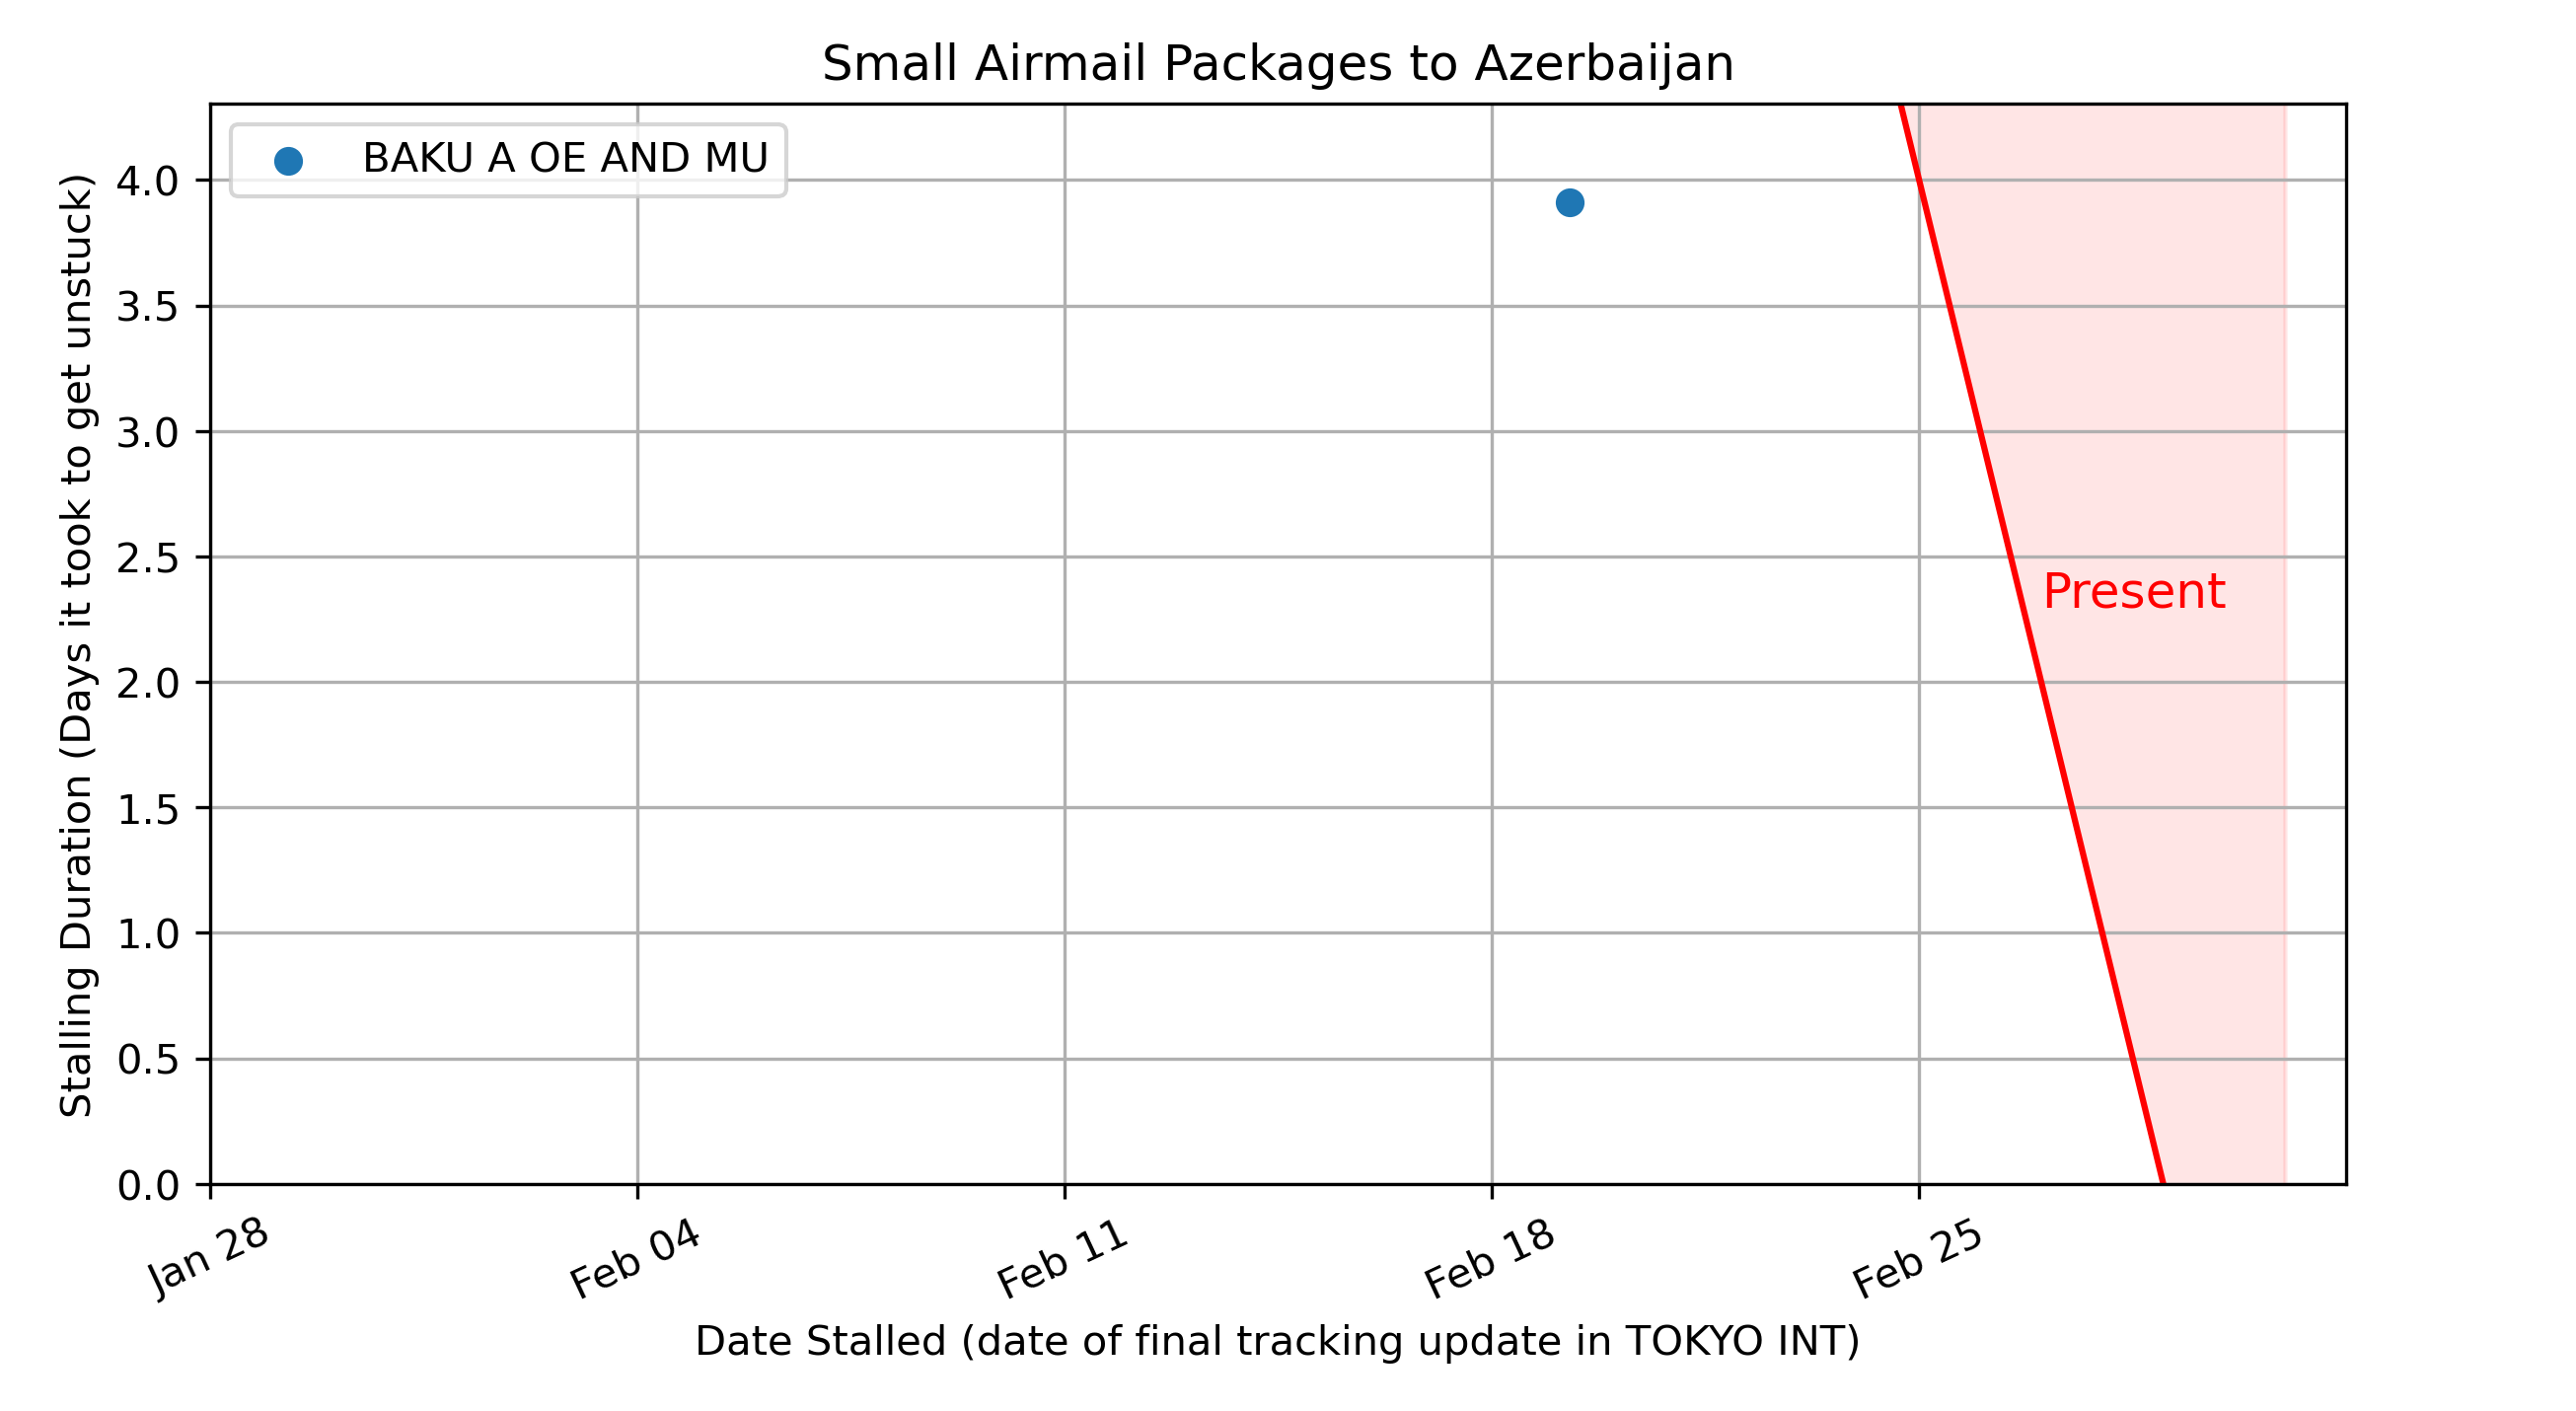 Small Airmail Packages to Azerbaijan
BAKU A OE AND MU
Stalling Duration (Days it took to get unstuck)
4.0
3.5
3.0
2.5
2.0
1.5
1.0
0.5
0.0
Present
Jan 28
Feb 04
Feb 11
Feb 18
Feb 25
Date Stalled (date of final tracking update in TOKYO INT)